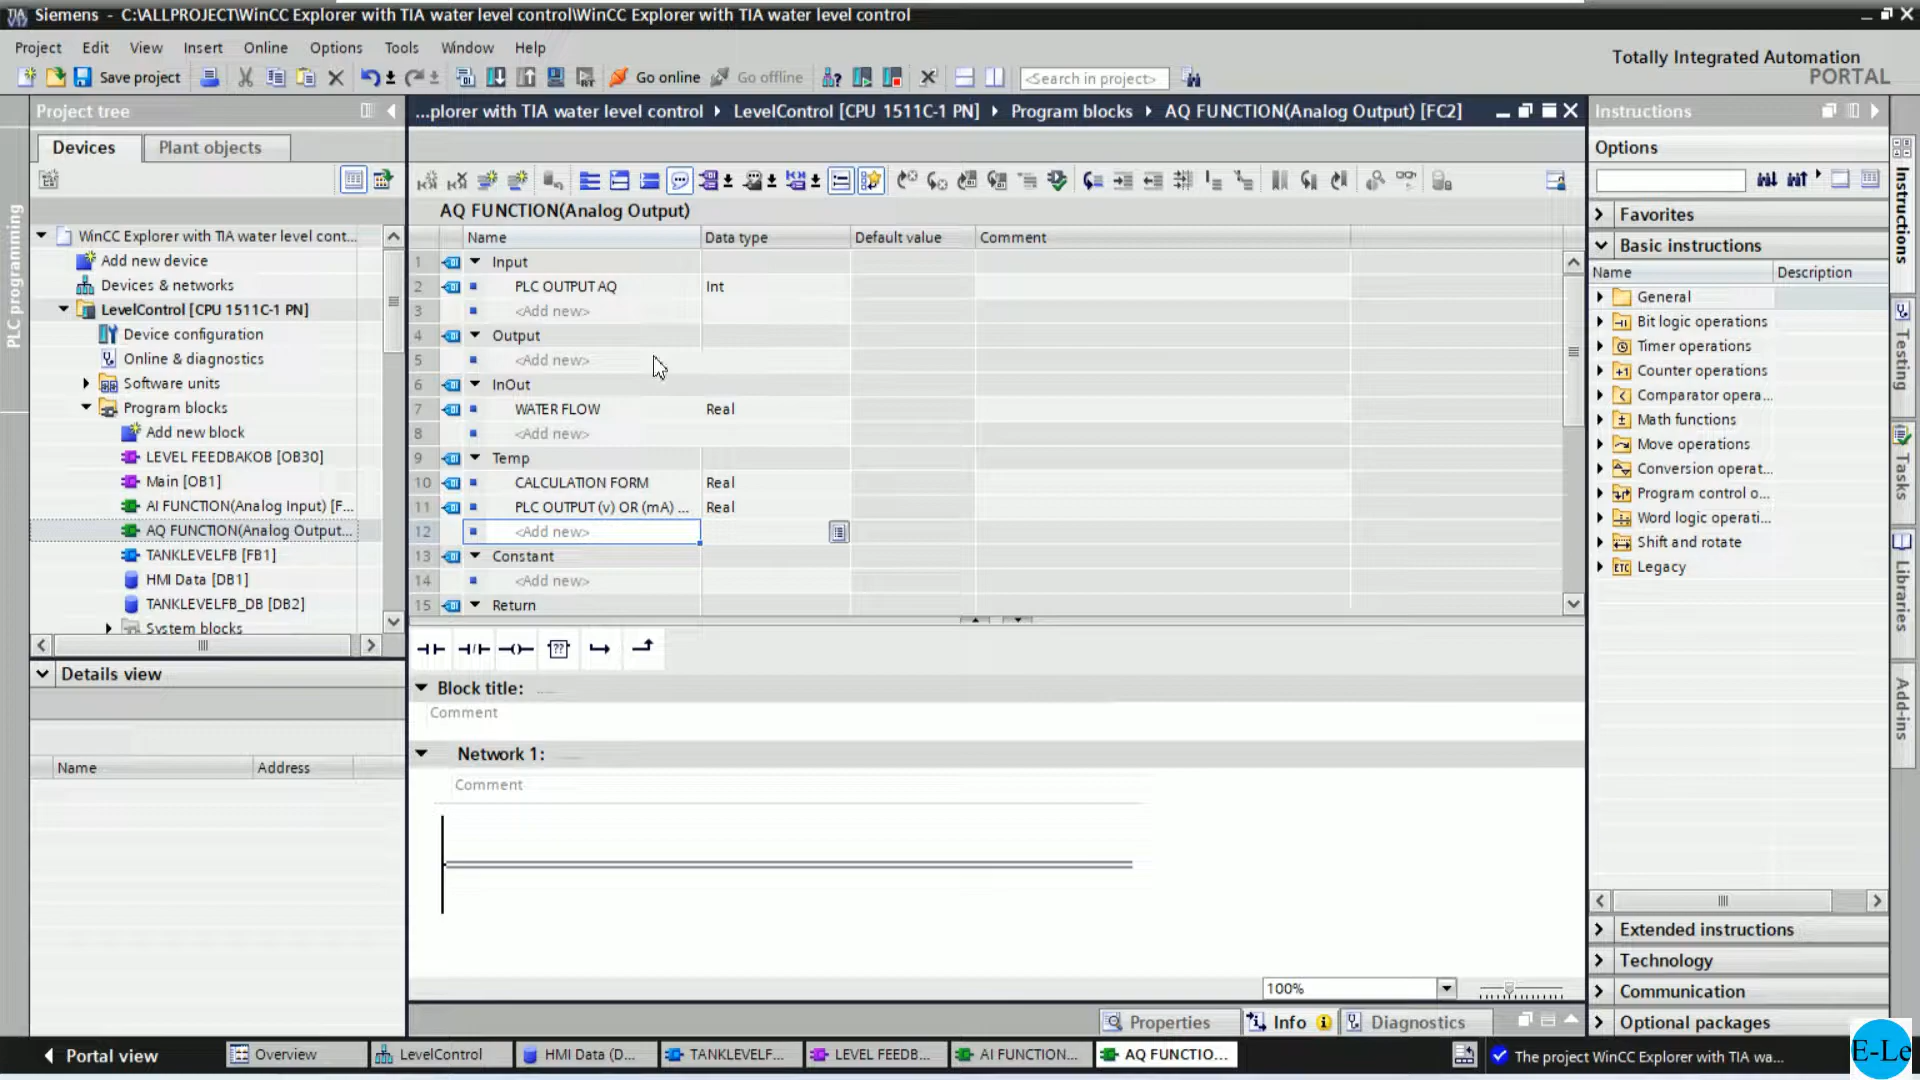 Siemens - C:\ALLPROJECT\WinCC Explorer with TIA water level control\WinCC Explorer with TIA water level control
Project Edit View Insert Online Options Tools Window Help
Totally Integrated Automation
PORTAL
Save project
Go online
Go offline
<Search in project>
Project tree
...plorer with TIA water level control LevelControl [CPU 1511C-1 PN] Program blocks AQ FUNCTION(Analog Output) [FC2]
Instructions
Devices
Plant objects
Options
PLC programming
AQ FUNCTION(Analog Output)
Name Data type Default value Comment
1 Input
2 PLC OUTPUT AQ Int
3 <Add new>
4 Output
5 <Add new>
6 InOut
7 WATER FLOW Real
8 <Add new>
9 Temp
10 CALCULATION FORM Real
11 PLC OUTPUT (v) OR (mA) ... Real
12 <Add new>
13 Constant
14 <Add new>
15 Return
WinCC Explorer with TIA water level cont...
Add new device
Devices & networks
LevelControl [CPU 1511C-1 PN]
Device configuration
Online & diagnostics
Software units
Program blocks
Add new block
LEVEL FEEDBAKOB [OB30]
Main [OB1]
AI FUNCTION(Analog Input) [F...
AQ FUNCTION(Analog Output...
TANKLEVELFB [FB1]
HMI Data [DB1]
TANKLEVELFB_DB [DB2]
System blocks
Details view
Name Address
??
Block title:
Comment
Network 1:
Comment
100%
Properties
Info
Diagnostics
Favorites
Basic instructions
Name Description
General
Bit logic operations
Timer operations
Counter operations
Comparator opera...
Math functions
Move operations
Conversion operat...
Program control o...
Word logic operati...
Shift and rotate
Legacy
Extended instructions
Technology
Communication
Optional packages
Instructions
Testing
Tasks
Libraries
Add-ins
Portal view
Overview
LevelControl
HMI Data (D...
TANKLEVELF...
LEVEL FEEDB...
AI FUNCTION...
AQ FUNCTIO...
The project WinCC Explorer with TIA wa...
E-Le